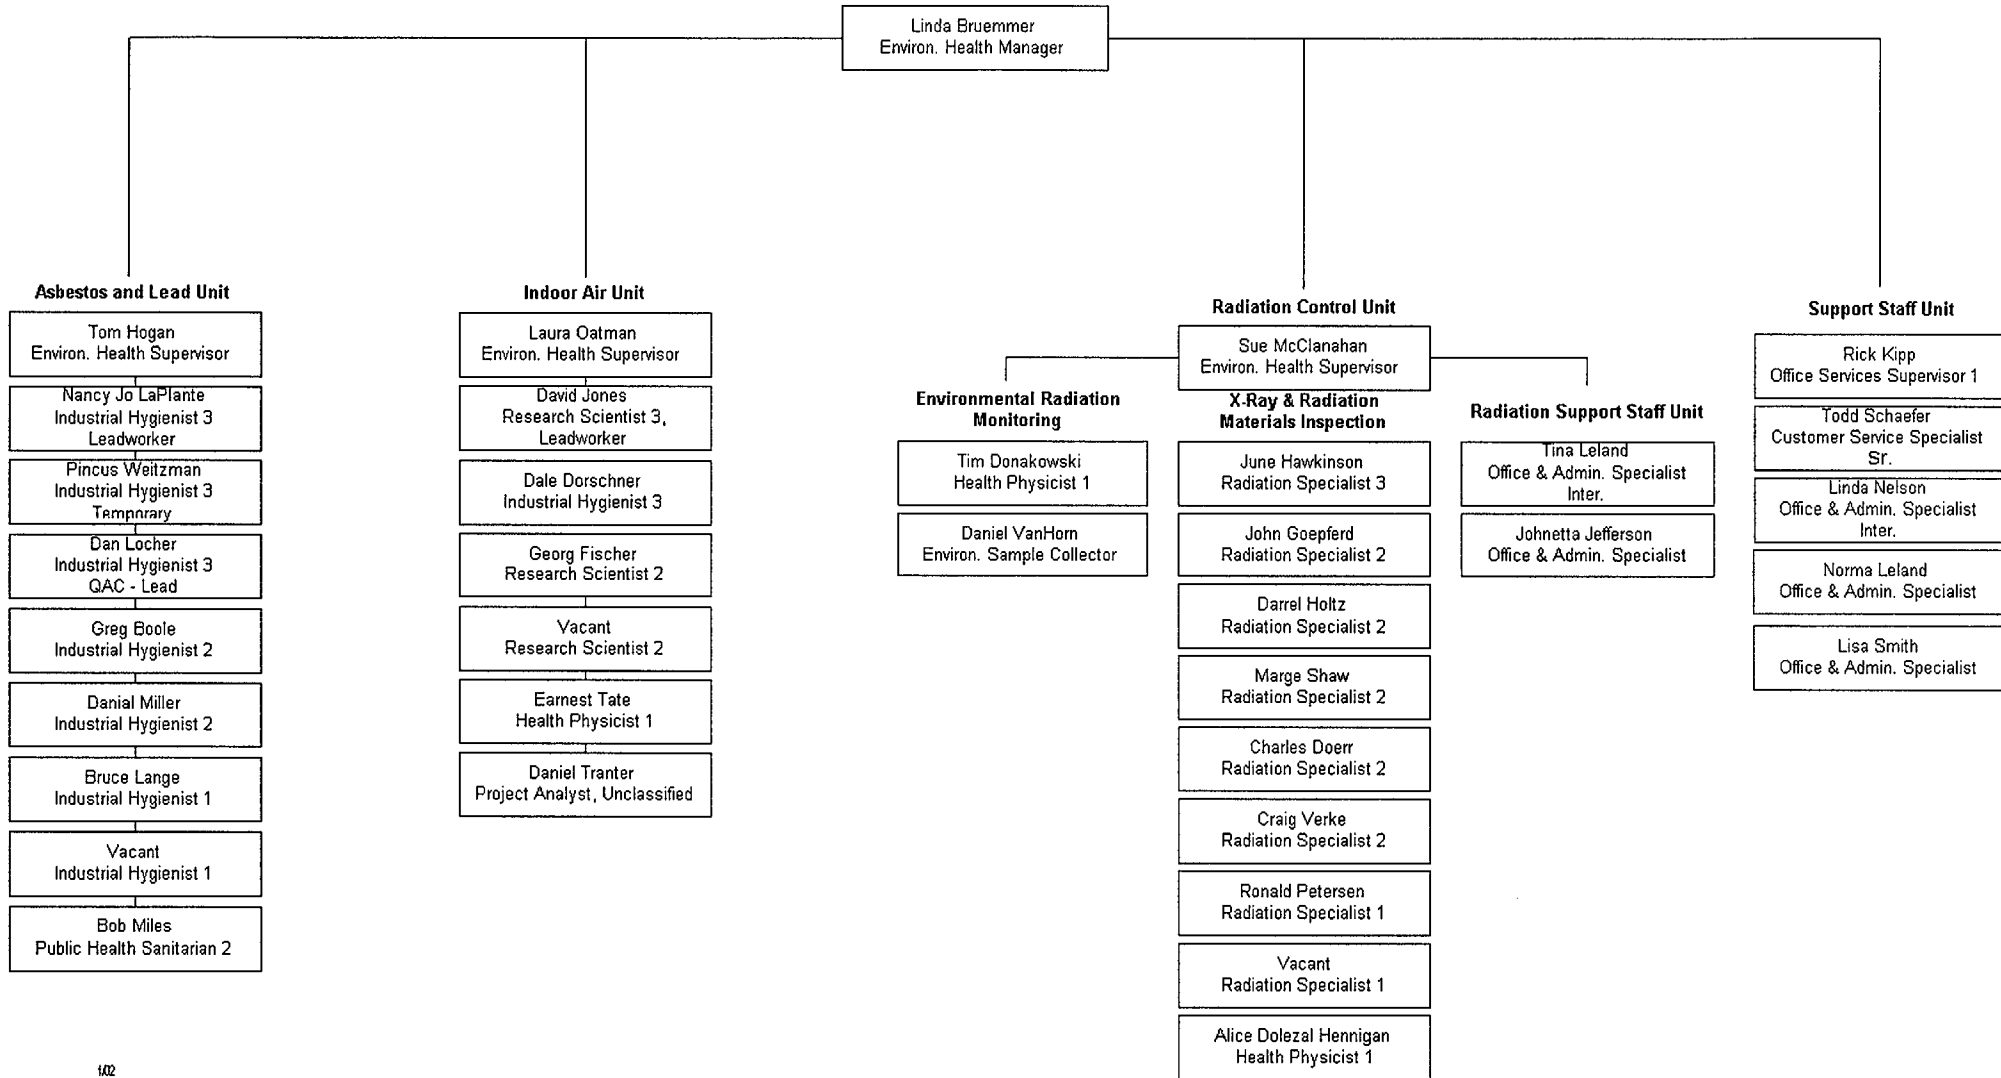 Linda Bruemmer
Environ. Health Manager
Asbestos and Lead Unit
Tom Hogan
Environ. Health Supervisor
Nancy Jo LaPlante
Industrial Hygienist 3
Leadworker
Pincus Weitzman
Industrial Hygienist 3
Temporary
Dan Locher
Industrial Hygienist 3
QAC - Lead
Greg Boole
Industrial Hygienist 2
Danial Miller
Industrial Hygienist 2
Bruce Lange
Industrial Hygienist 1
Vacant
Industrial Hygienist 1
Bob Miles
Public Health Sanitarian 2
Indoor Air Unit
Laura Oatman
Environ. Health Supervisor
David Jones
Research Scientist 3,
Leadworker
Dale Dorschner
Industrial Hygienist 3
Georg Fischer
Research Scientist 2
Vacant
Research Scientist 2
Earnest Tate
Health Physicist 1
Daniel Tranter
Project Analyst, Unclassified
Radiation Control Unit
Sue McClanahan
Environ. Health Supervisor
Environmental Radiation
Monitoring
Tim Donakowski
Health Physicist 1
Daniel VanHorn
Environ. Sample Collector
X-Ray & Radiation
Materials Inspection
June Hawkinson
Radiation Specialist 3
John Goepferd
Radiation Specialist 2
Darrel Holtz
Radiation Specialist 2
Marge Shaw
Radiation Specialist 2
Charles Doerr
Radiation Specialist 2
Craig Verke
Radiation Specialist 2
Ronald Petersen
Radiation Specialist 1
Vacant
Radiation Specialist 1
Alice Dolezal Hennigan
Health Physicist 1
Radiation Support Staff Unit
Tina Leland
Office & Admin. Specialist
Inter.
Johnetta Jefferson
Office & Admin. Specialist
Support Staff Unit
Rick Kipp
Office Services Supervisor 1
Todd Schaefer
Customer Service Specialist
Sr.
Linda Nelson
Office & Admin. Specialist
Inter.
Norma Leland
Office & Admin. Specialist
Lisa Smith
Office & Admin. Specialist
1/02